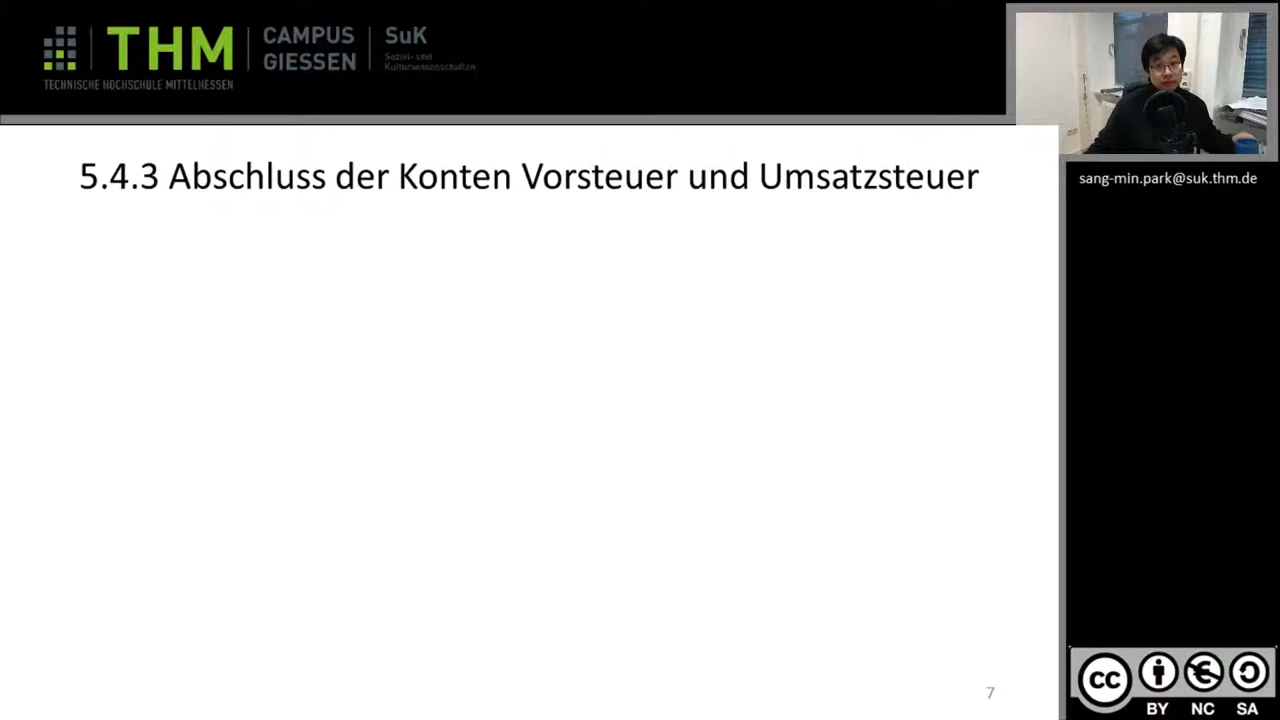 THM
CAMPUS
GIESSEN
SuK
Sozial- und
Kulturwissenschaften
TECHNISCHE HOCHSCHULE MITTELHESSEN
5.4.3 Abschluss der Konten Vorsteuer und Umsatzsteuer
sang-min.park@suk.thm.de
7
cc
BY NC SA